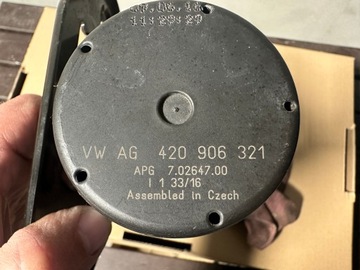 VW AG 420 906 321
APG 7.02647.00
I 1 33/16
Assembled in Czech